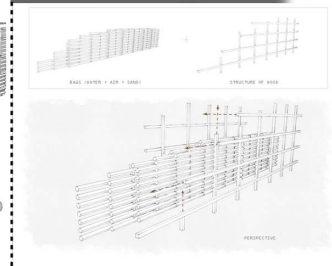 BAGS (WATER + AIR + SAND)
STRUCTURE OF WOOD
PERSPECTIVE